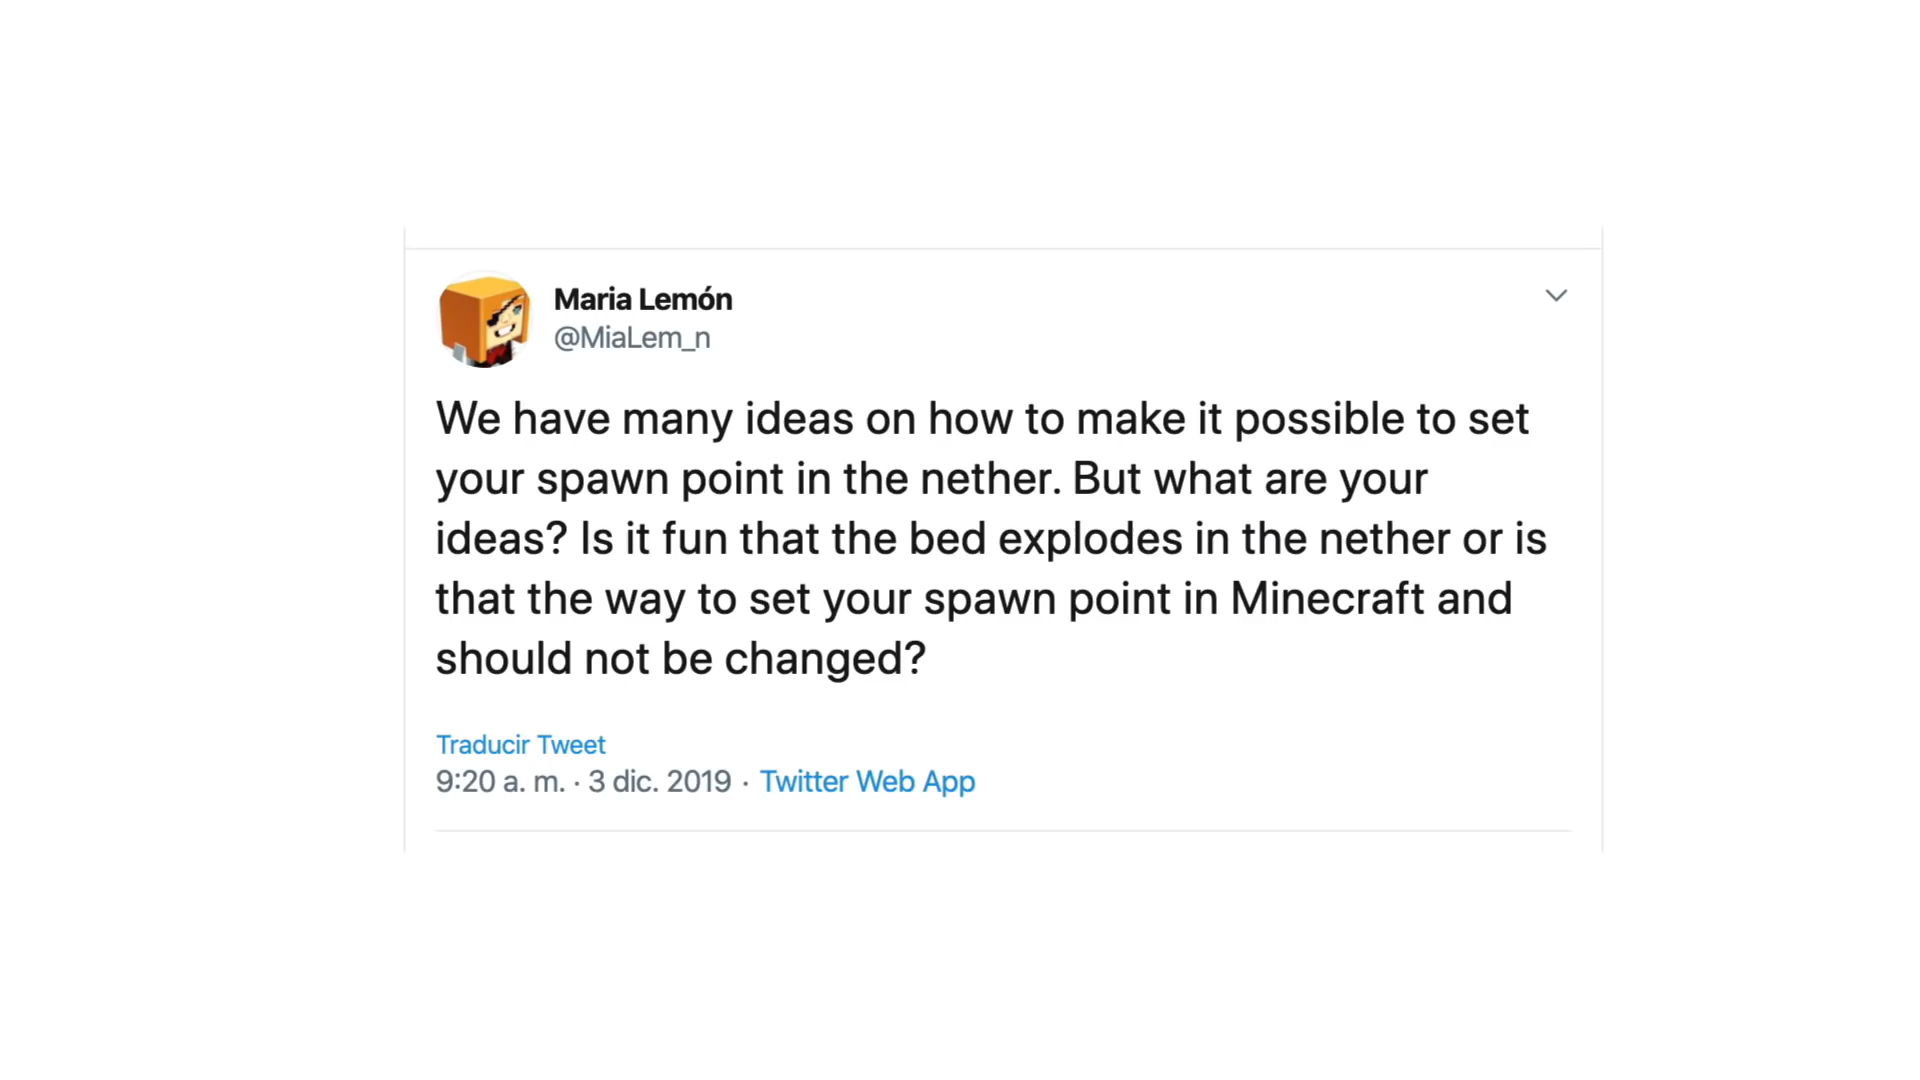 Maria Lemón
@MiaLem_n
We have many ideas on how to make it possible to set
your spawn point in the nether. But what are your
ideas? Is it fun that the bed explodes in the nether or is
that the way to set your spawn point in Minecraft and
should not be changed?
Traducir Tweet
9:20 a. m. · 3 dic. 2019 · Twitter Web App